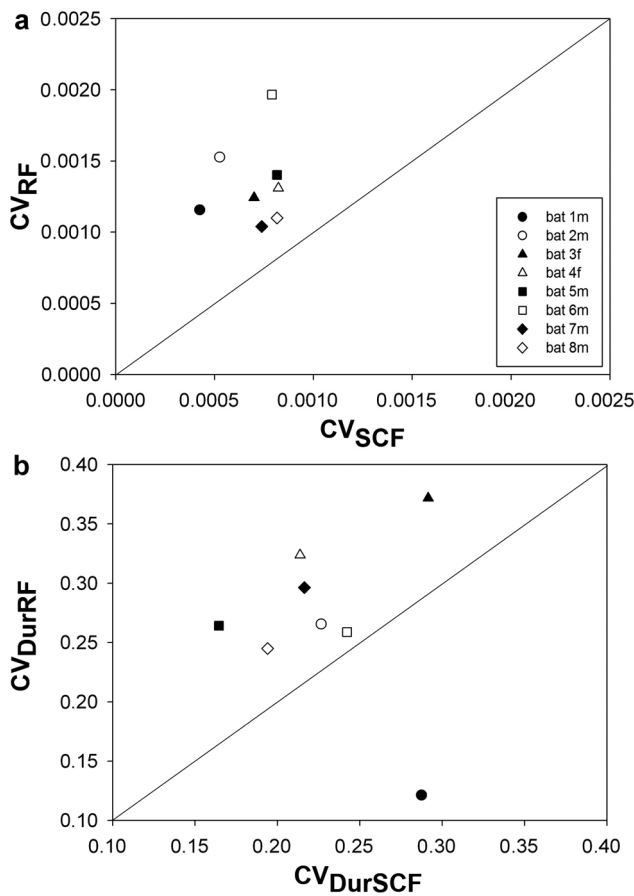 a
0.0025
0.0020
0.0015
0.0010
0.0005
0.0000
CVRF
bat 1m
bat 2m
bat 3f
bat 4f
bat 5m
bat 6m
bat 7m
bat 8m
0.0000 0.0005 0.0010 0.0015 0.0020 0.0025
CVSCF
b
0.40
0.35
0.30
0.25
0.20
0.15
0.10
CVDurRF
0.10 0.15 0.20 0.25 0.30 0.35 0.40
CVDurSCF